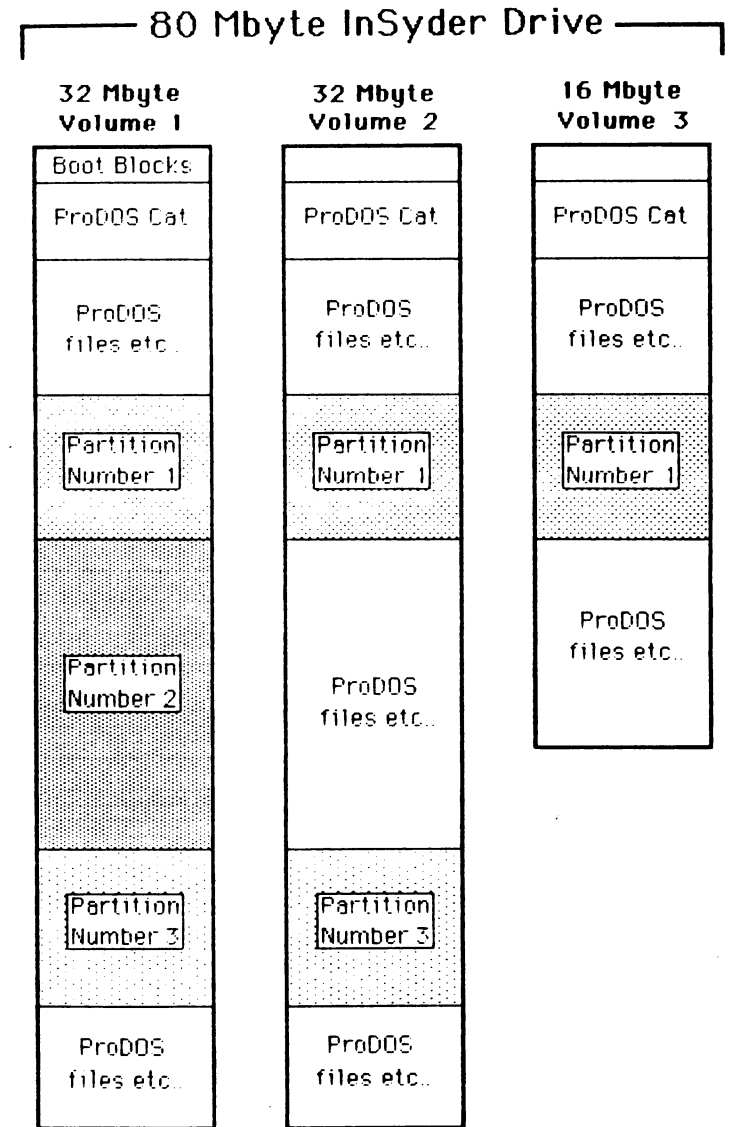 80 Mbyte InSyder Drive
32 Mbyte
Volume 1
Boot Blocks
ProDOS Cat
ProDOS
files etc..
Partition
Number 1
Partition
Number 2
Partition
Number 3
ProDOS
files etc..
32 Mbyte
Volume 2
ProDOS Cat
ProDOS
files etc..
Partition
Number 1
ProDOS
files etc..
Partition
Number 3
ProDOS
files etc..
16 Mbyte
Volume 3
ProDOS Cat
ProDOS
files etc..
Partition
Number 1
ProDOS
files etc..